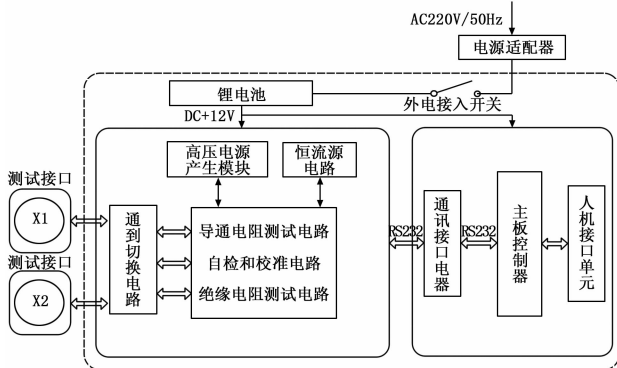 AC220V/50Hz
电源适配器
锂电池
外电接入开关
DC+12V
高压电源
产生模块
恒流源
电路
测试接口
X1
测试接口
X2
通到切换电路
导通电阻测试电路
自检和校准电路
绝缘电阻测试电路
RS232
通讯接口电器
RS232
主板控制器
人机接口单元